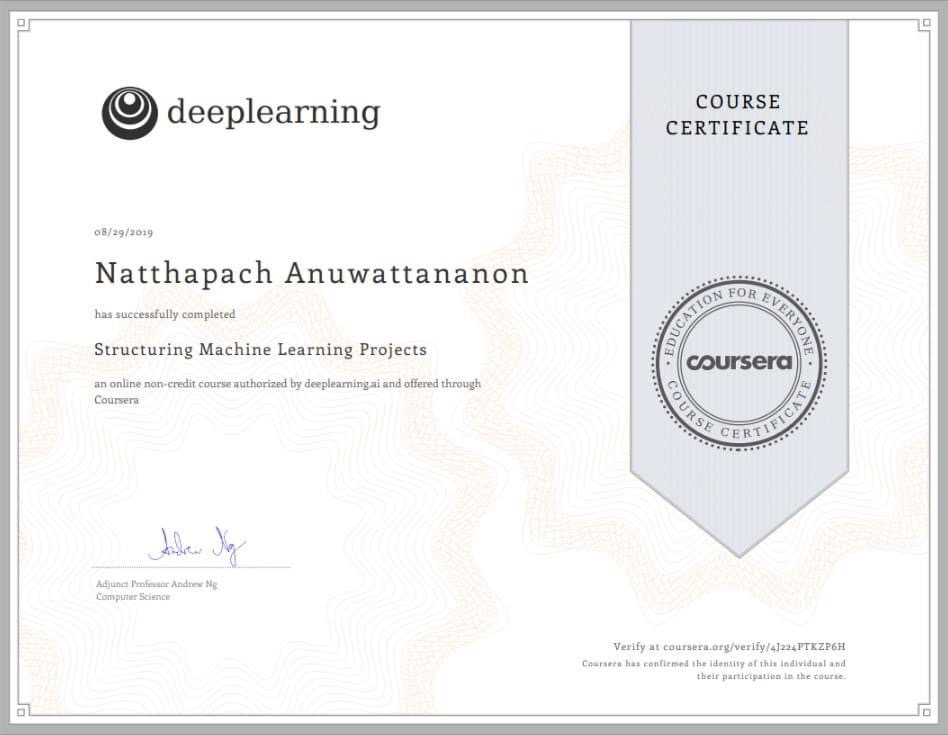 deeplearning
COURSE
CERTIFICATE
08/29/2019
Natthapach Anuwattananon
has successfully completed
Structuring Machine Learning Projects
an online non-credit course authorized by deeplearning.ai and offered through
Coursera
EDUCATION FOR EVERYONE
coursera
COURSE CERTIFICATE
Andrew Ng
Adjunct Professor Andrew Ng
Computer Science
Verify at coursera.org/verify/4J224PTKZP6H
Coursera has confirmed the identity of this individual and
their participation in the course.